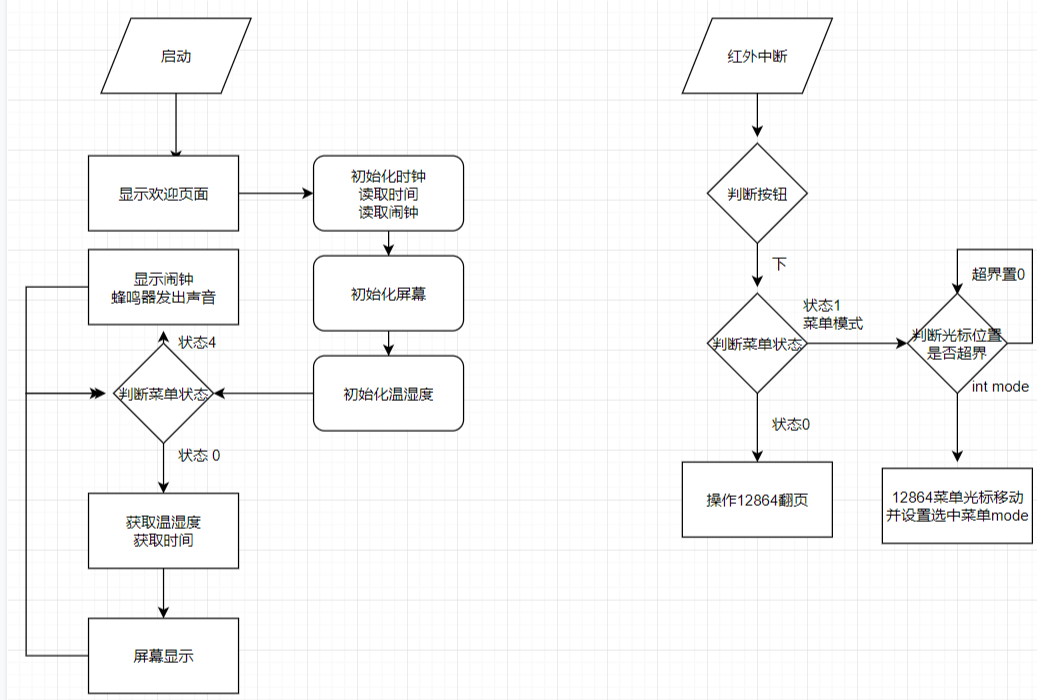 启动
显示欢迎页面
初始化时钟
读取时间
读取闹钟
显示闹钟
蜂鸣器发出声音
初始化屏幕
状态4
判断菜单状态
初始化温湿度
状态 0
获取温湿度
获取时间
屏幕显示
红外中断
判断按钮
下
超界置0
状态1
菜单模式
判断菜单状态
判断光标位置
是否超界
int mode
状态0
操作12864翻页
12864菜单光标移动
并设置选中菜单mode